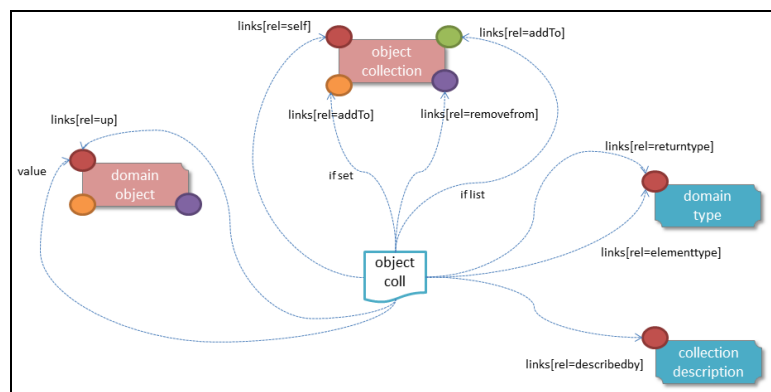 links[rel=self]
links[rel=addTo]
object
collection
links[rel=addTo]
links[rel=removefrom]
links[rel=up]
links[rel=returntype]
value
domain
object
if set
if list
domain
type
links[rel=elementtype]
object
coll
links[rel=describedby]
collection
description